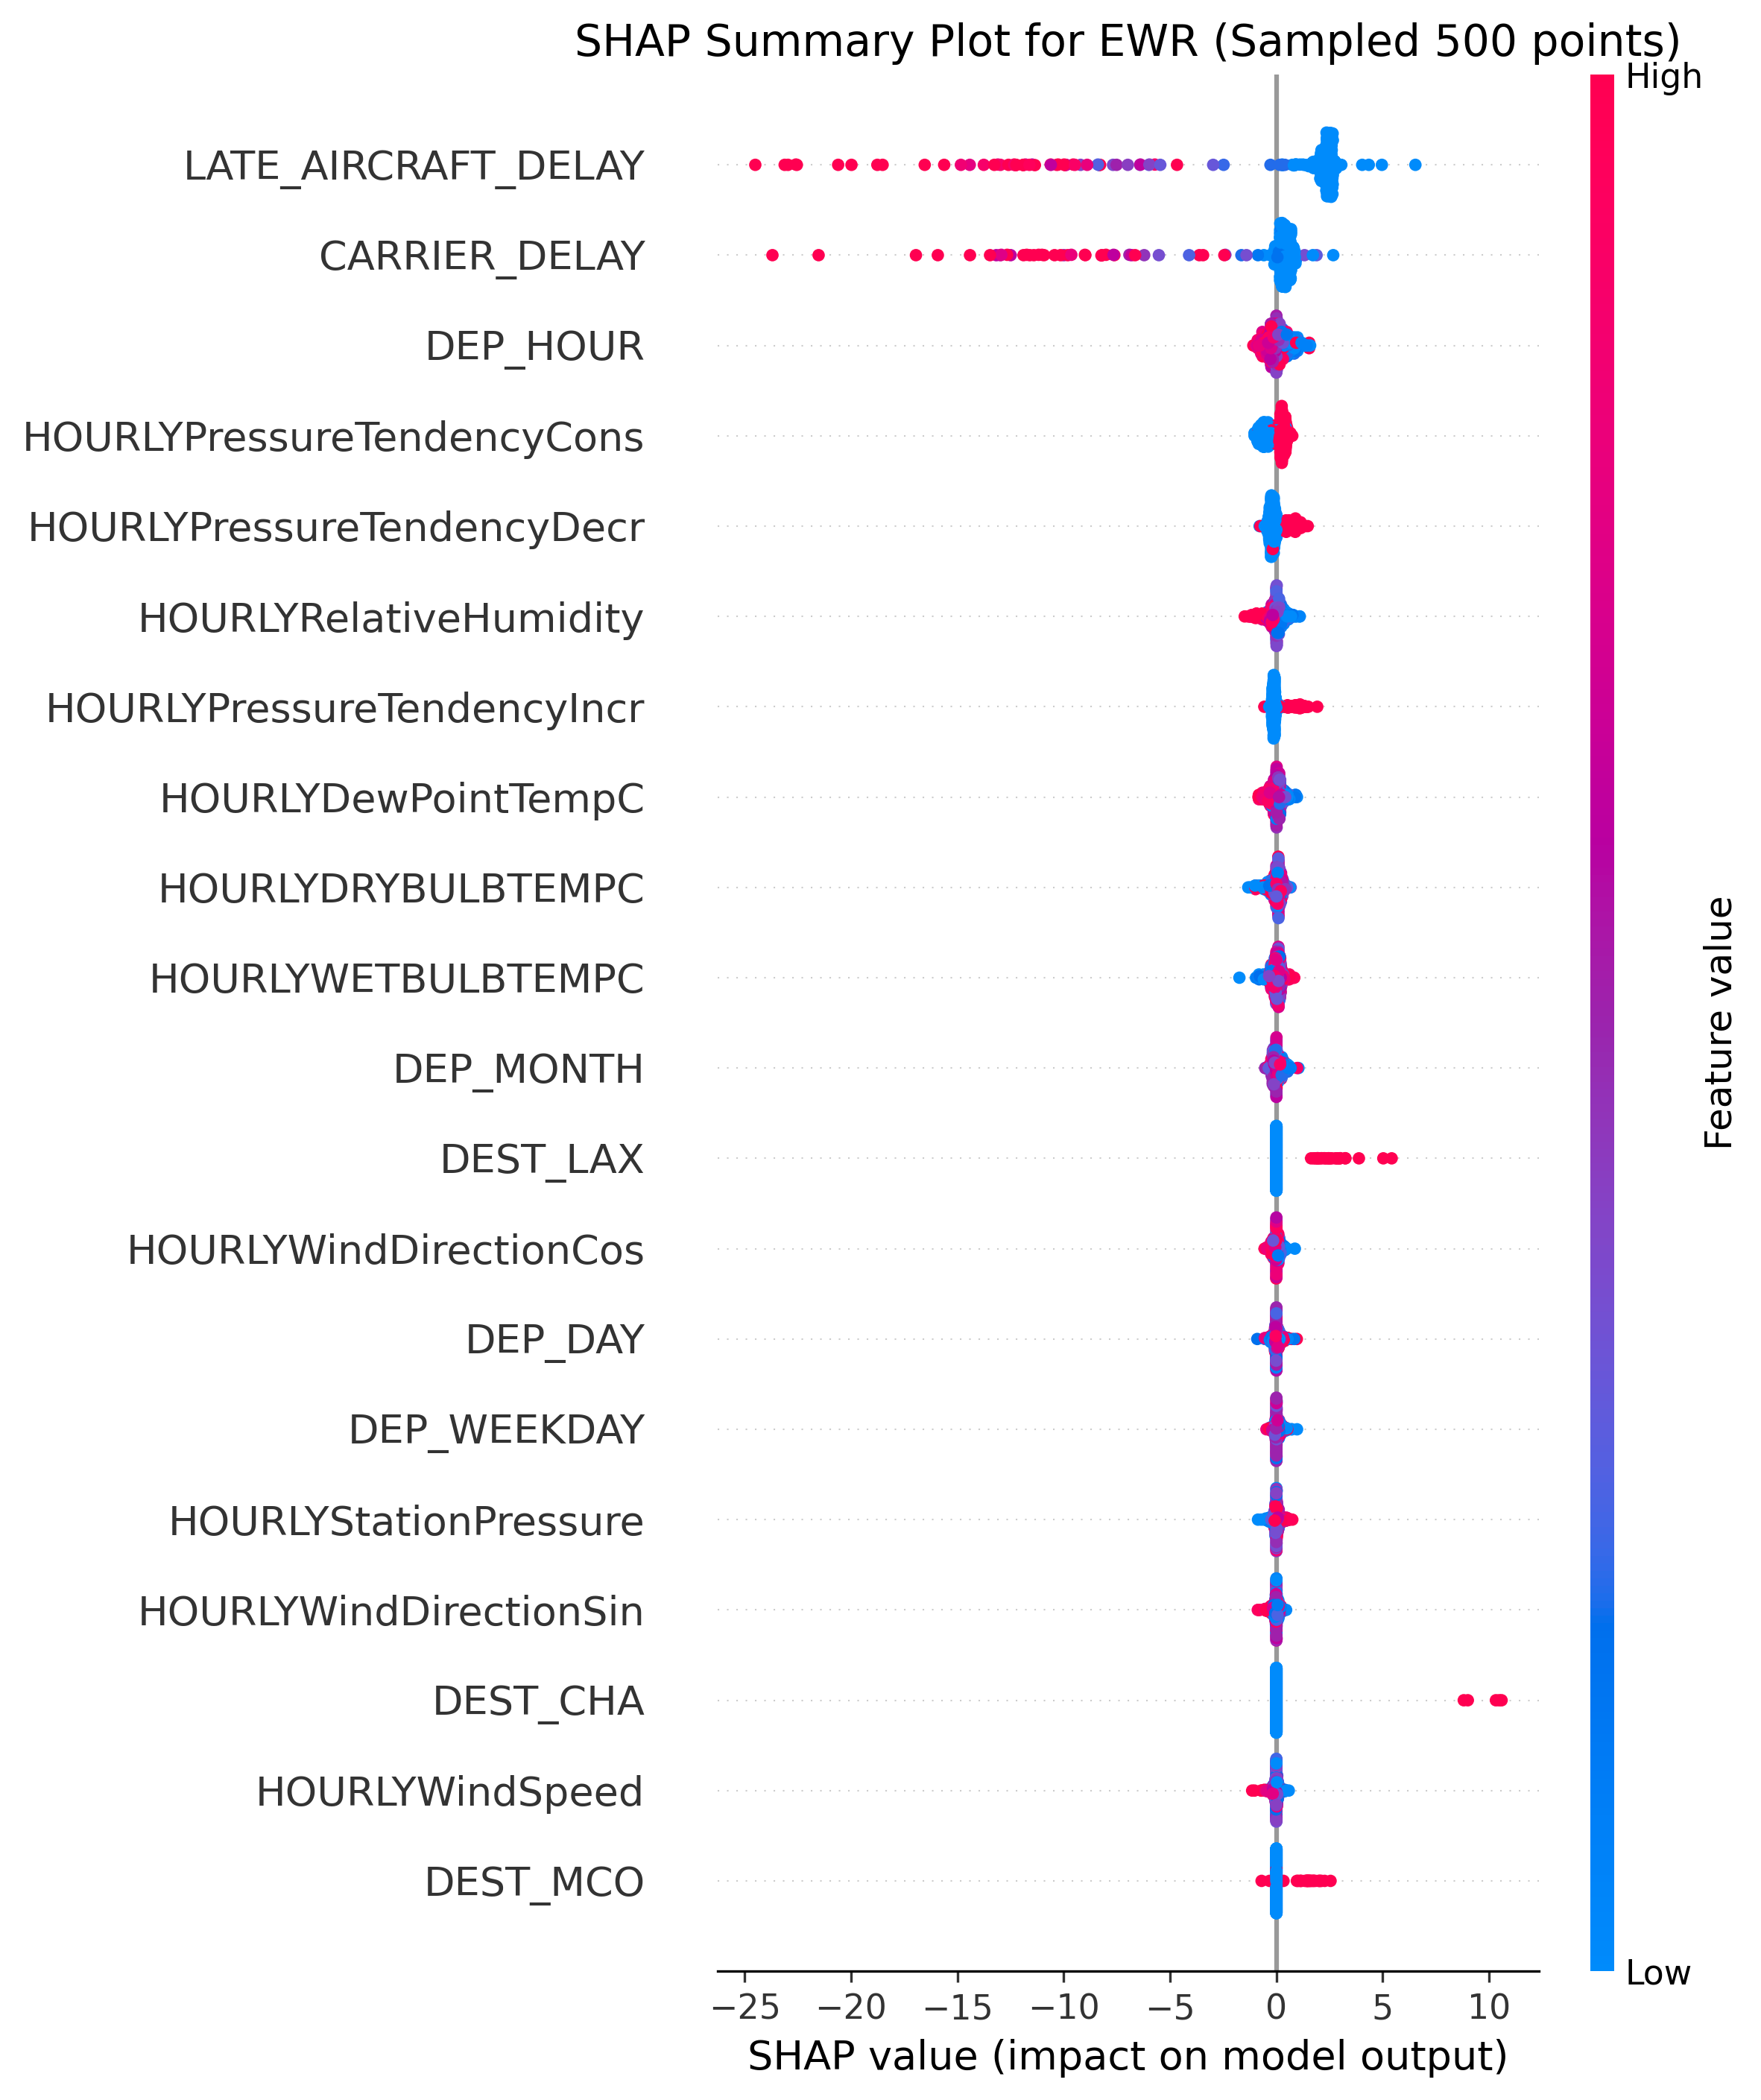 SHAP Summary Plot for EWR (Sampled 500 points)
High
LATE_AIRCRAFT_DELAY
CARRIER_DELAY
DEP_HOUR
HOURLYPressureTendencyCons
HOURLYPressureTendencyDecr
HOURLYRelativeHumidity
HOURLYPressureTendencyIncr
HOURLYDewPointTempC
HOURLYDRYBULBTEMPC
HOURLYWETBULBTEMPC
DEP_MONTH
DEST_LAX
HOURLYWindDirectionCos
DEP_DAY
DEP_WEEKDAY
HOURLYStationPressure
HOURLYWindDirectionSin
DEST_CHA
HOURLYWindSpeed
DEST_MCO
Feature value
Low
−25 −20 −15 −10 −5 0 5 10
SHAP value (impact on model output)